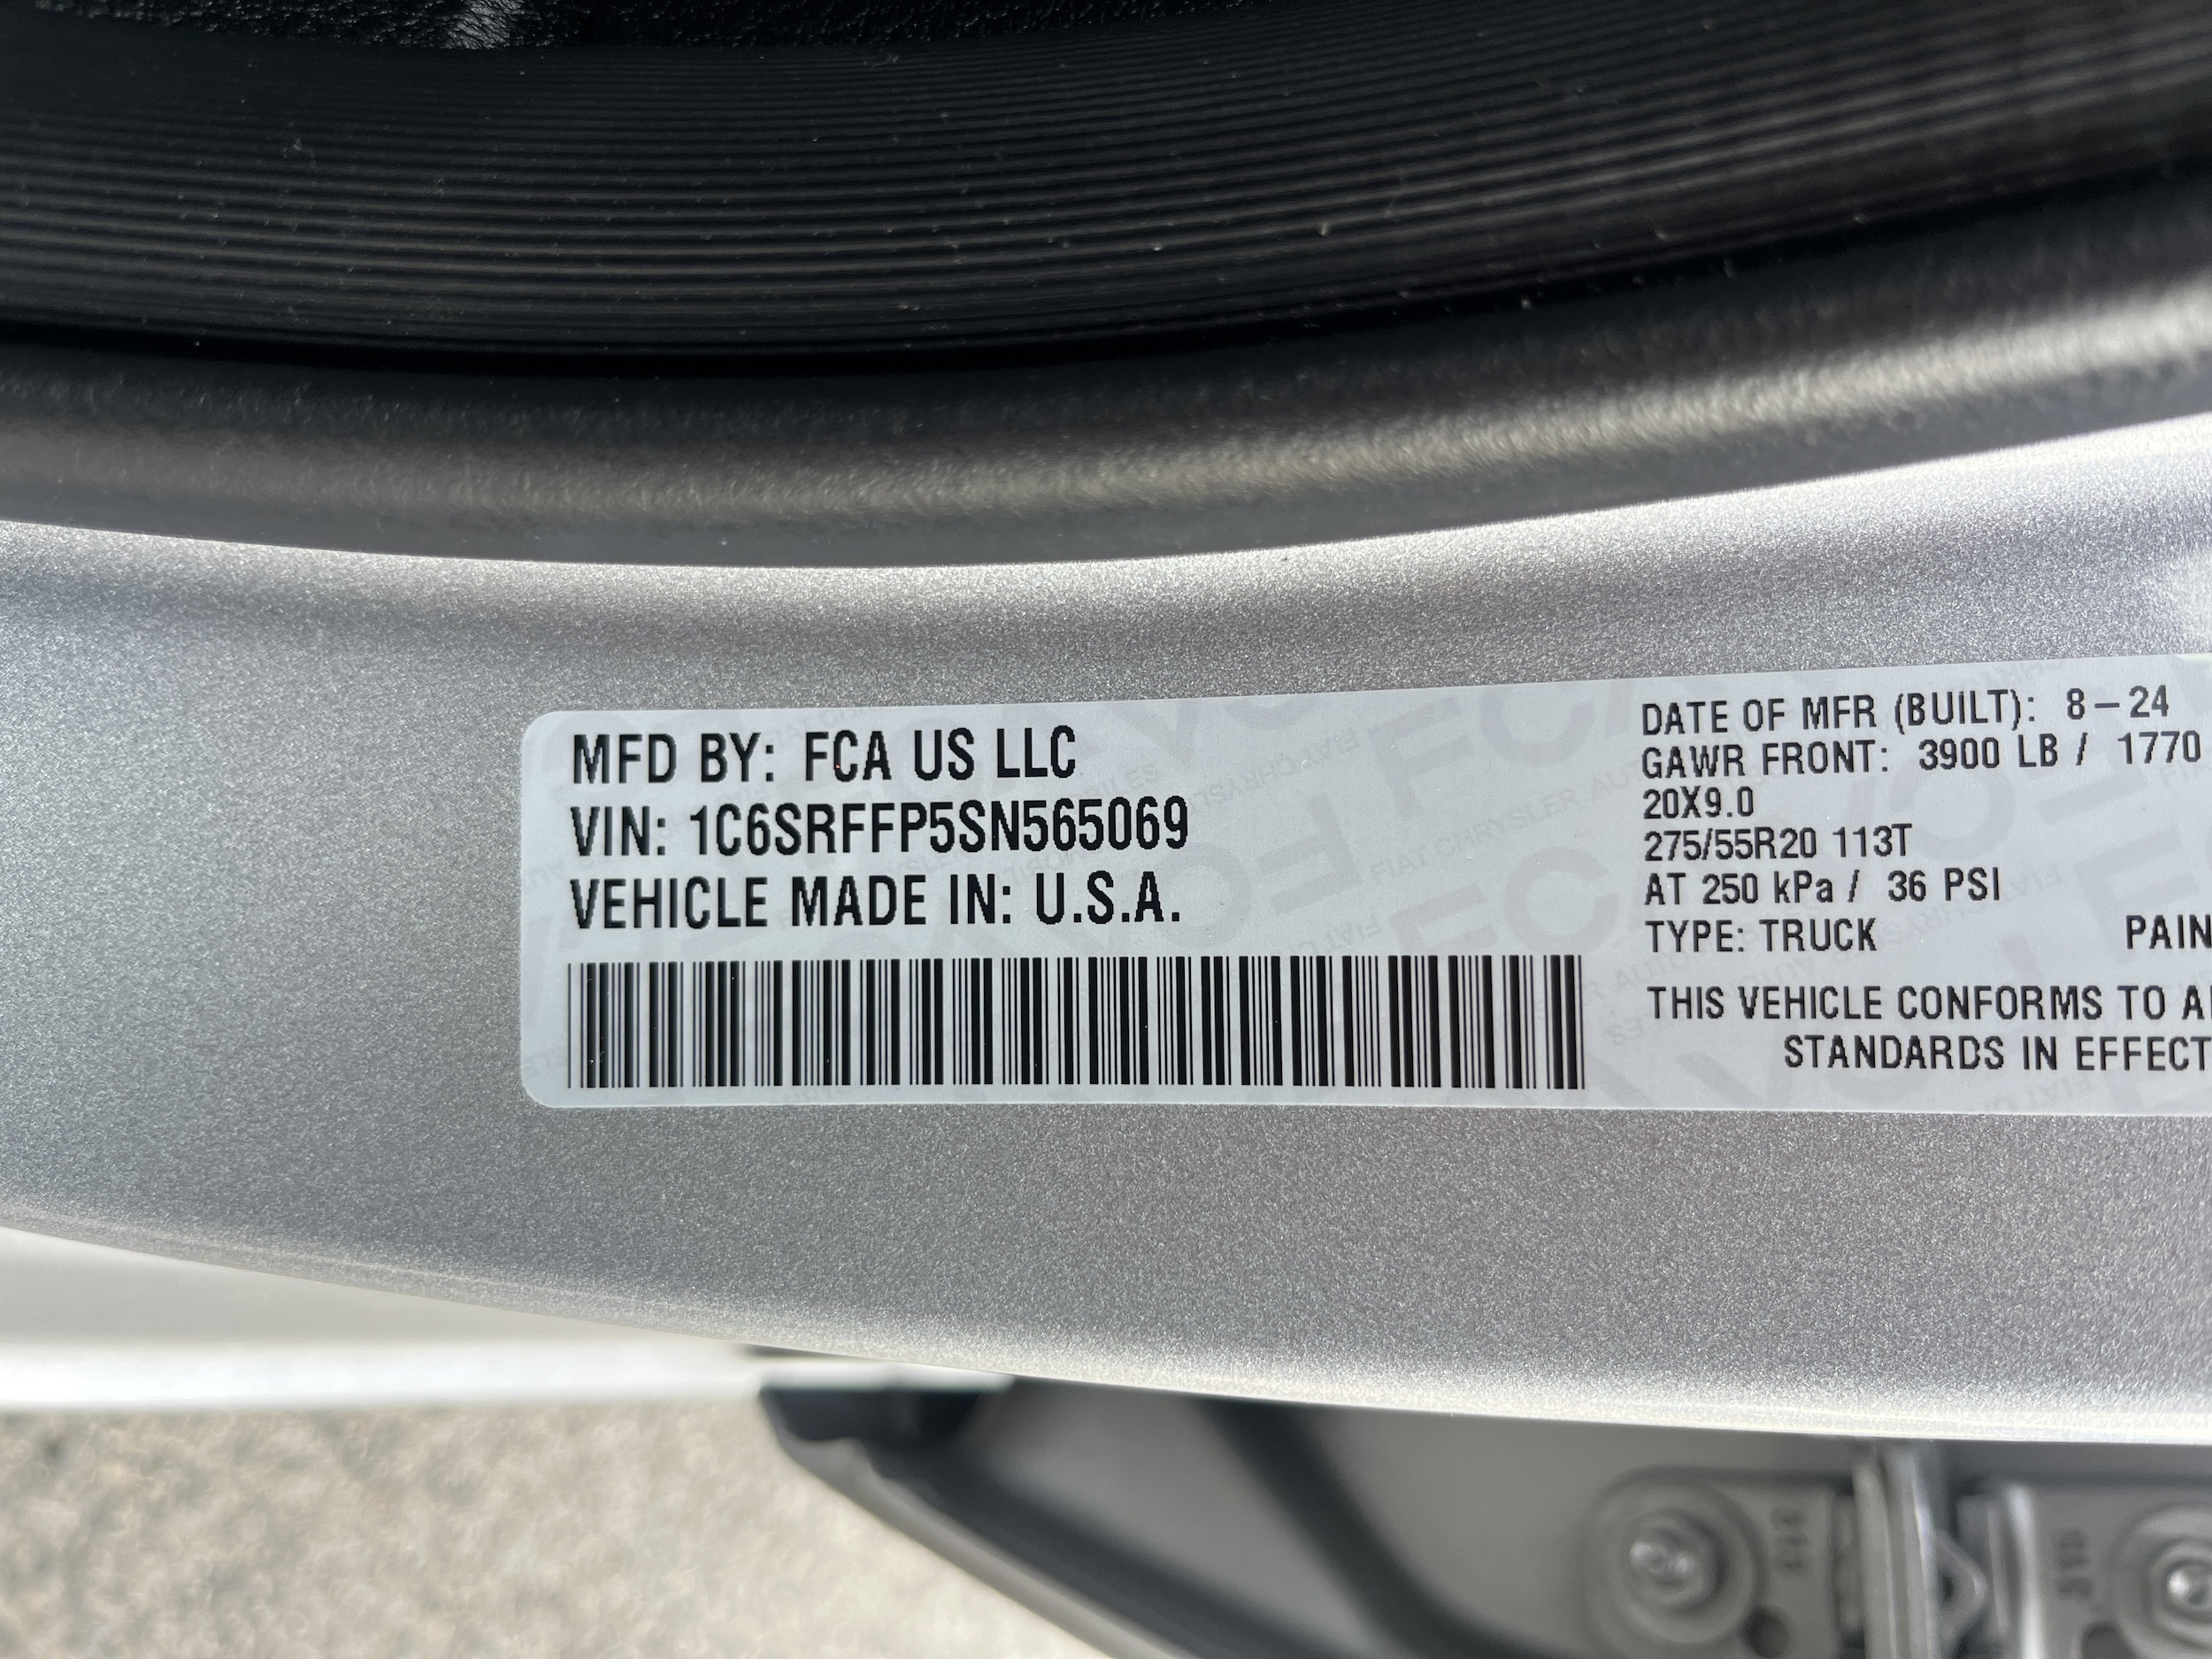 MFD BY: FCA US LLC
VIN: 1C6SRFFP5SN565069
VEHICLE MADE IN: U.S.A.
DATE OF MFR (BUILT): 8-24
GAWR FRONT: 3900 LB / 1770
20X9.0
275/55R20 113T
AT 250 kPa / 36 PSI
TYPE: TRUCK PAIN
THIS VEHICLE CONFORMS TO
STANDARDS IN EFFECT